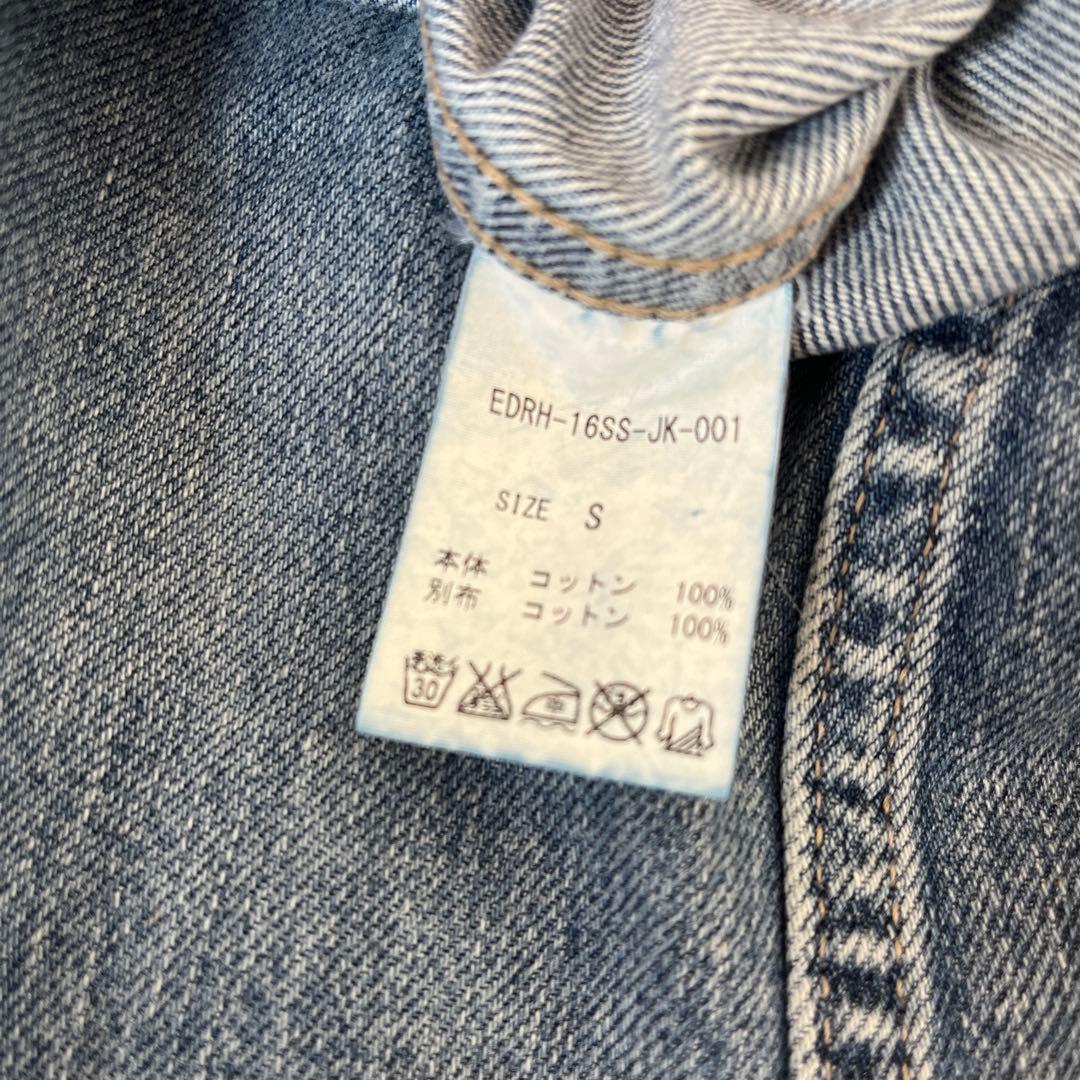 EDRH-16SS-JK-001
SIZE S
本体 コットン 100%
別布 コットン 100%
30